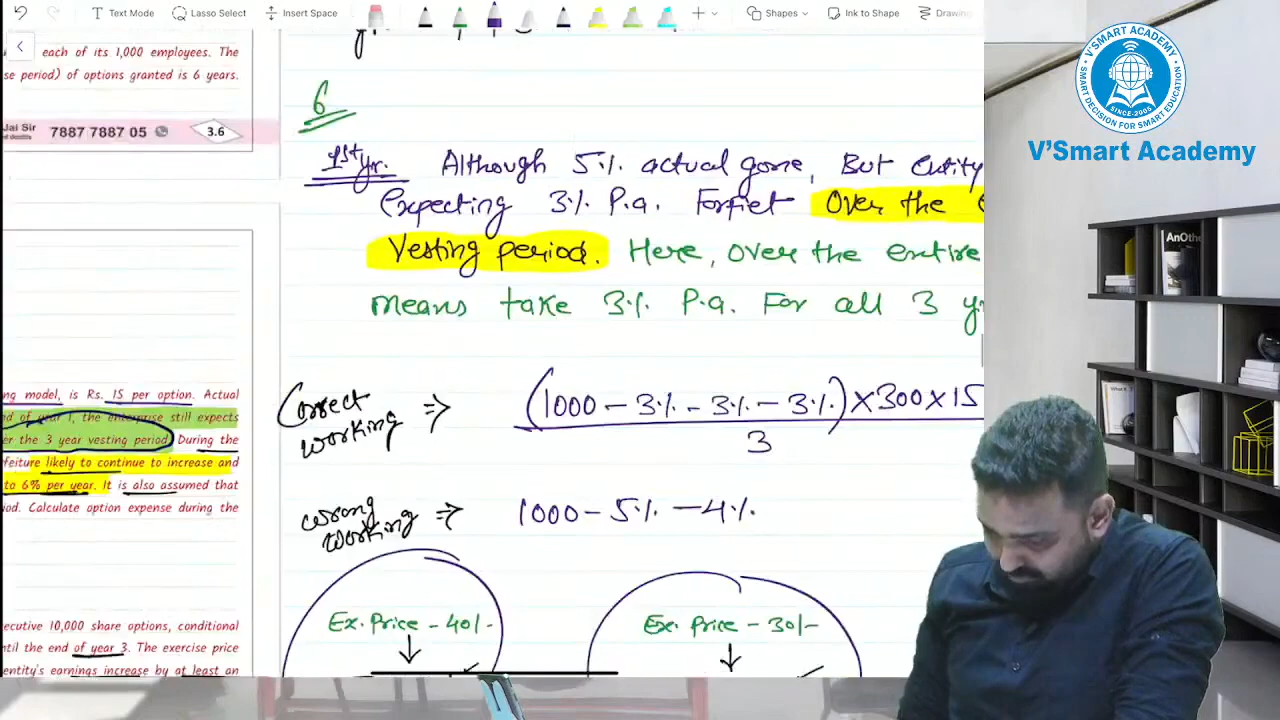 Text Mode Lasso Select Insert Space Shapes Ink to Shape Drawing
each of its 1,000 employees. The
se period) of options granted is 6 years.
Jai Sir 7887 7887 05 3.6
ng model, is Rs. 15 per option. Actual
nd of year 1, the enterprise still expects
er the 3 year vesting period. During the
feiture likely to continue to increase and
to 6% per year. It is also assumed that
iod. Calculate option expense during the
ecutive 10,000 share options, conditional
ntil the end of year 3. The exercise price
entity's earnings increase by at least an
6
1st yr. Although 5% actual gone, But entity
Expecting 3% P.a. Forfiet Over the
Vesting period. Here, Over the entire
means take 3% P.a. For all 3 y
Correct working ⇒ (1000 - 3% - 3% - 3%) × 300 × 15
3
Wrong working ⇒ 1000 - 5% - 4%
Ex. Price - 40/- Ex. Price - 30/-
V'SMART ACADEMY
SMART DECISION FOR SMART EDUCATION
SINCE-2005
V'Smart Academy
AnOthe